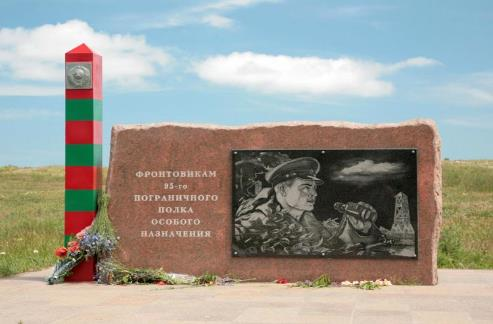 ФРОНТОВИКАМ
95-го
ПОГРАНИЧНОГО
ПОЛКА
ОСОБОГО
НАЗНАЧЕНИЯ